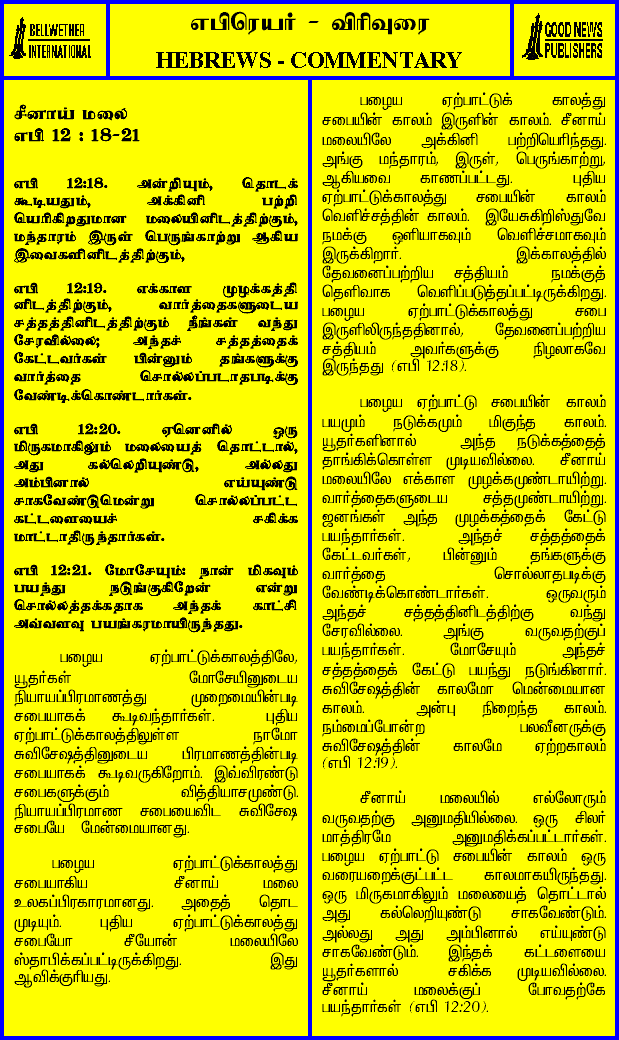 BELLWETHER
INTERNATIONAL
எபிரெயர் - விரிவுரை
HEBREWS - COMMENTARY
GOOD NEWS
PUBLISHERS
சீனாய் மலை
எபி 12 : 18-21
எபி 12:18. அன்றியும், தொடக்
கூடியதும், அக்கினி பற்றி
யெரிகிறதுமான மலையினிடத்திற்கும்,
மந்தாரம் இருள் பெருங்காற்று ஆகிய
இவைகளினிடத்திற்கும்,
எபி 12:19. எக்காள முழக்கத்தி
னிடத்திற்கும், வார்த்தைகளுடைய
சத்தத்தினிடத்திற்கும் நீங்கள் வந்து
சேரவில்லை; அந்தச் சத்தத்தைக்
கேட்டவர்கள் பின்னும் தங்களுக்கு
வார்த்தை சொல்லப்படாதபடிக்கு
வேண்டிக்கொண்டார்கள்.
எபி 12:20. ஏனெனில் ஒரு
மிருகமாகிலும் மலையைத் தொட்டால்,
அது கல்லெறியுண்டு, அல்லது
அம்பினால் எய்யுண்டு
சாகவேண்டுமென்று சொல்லப்பட்ட
கட்டளையைச் சகிக்க
மாட்டாதிருந்தார்கள்.
எபி 12:21. மோசேயும்: நான் மிகவும்
பயந்து நடுங்குகிறேன் என்று
சொல்லத்தக்கதாக அந்தக் காட்சி
அவ்வளவு பயங்கரமாயிருந்தது.
பழைய ஏற்பாட்டுக்காலத்திலே,
யூதர்கள் மோசேயினுடைய
நியாயப்பிரமாணத்து முறைமையின்படி
சபையாகக் கூடிவந்தார்கள். புதிய
ஏற்பாட்டுக்காலத்திலுள்ள நாமோ
சுவிசேஷத்தினுடைய பிரமாணத்தின்படி
சபையாகக் கூடிவருகிறோம். இவ்விரண்டு
சபைகளுக்கும் வித்தியாசமுண்டு.
நியாயப்பிரமாண சபையைவிட சுவிசேஷ
சபையே மேன்மையானது.
பழைய ஏற்பாட்டுக்காலத்து
சபையாகிய சீனாய் மலை
உலகப்பிரகாரமானது. அதைத் தொட
முடியும். புதிய ஏற்பாட்டுக்காலத்து
சபையோ சீயோன் மலையிலே
ஸ்தாபிக்கப்பட்டிருக்கிறது. இது
ஆவிக்குரியது.
பழைய ஏற்பாட்டுக் காலத்து
சபையின் காலம் இருளின் காலம். சீனாய்
மலையிலே அக்கினி பற்றியெரிந்தது.
அங்கு மந்தாரம், இருள், பெருங்காற்று,
ஆகியவை காணப்பட்டது. புதிய
ஏற்பாட்டுக்காலத்து சபையின் காலம்
வெளிச்சத்தின் காலம். இயேசுகிறிஸ்துவே
நமக்கு ஒளியாகவும் வெளிச்சமாகவும்
இருக்கிறார். இக்காலத்தில்
தேவனைப்பற்றிய சத்தியம் நமக்குத்
தெளிவாக வெளிப்படுத்தப்பட்டிருக்கிறது.
பழைய ஏற்பாட்டுக்காலத்து சபை
இருளிலிருந்ததினால், தேவனைப்பற்றிய
சத்தியம் அவர்களுக்கு நிழலாகவே
இருந்தது (எபி 12:18).
பழைய ஏற்பாட்டு சபையின் காலம்
பயமும் நடுக்கமும் மிகுந்த காலம்.
யூதர்களினால் அந்த நடுக்கத்தைத்
தாங்கிக்கொள்ள முடியவில்லை. சீனாய்
மலையிலே எக்காள முழக்கமுண்டாயிற்று.
வார்த்தைகளுடைய சத்தமுண்டாயிற்று.
ஜனங்கள் அந்த முழக்கத்தைக் கேட்டு
பயந்தார்கள். அந்தச் சத்தத்தைக்
கேட்டவர்கள், பின்னும் தங்களுக்கு
வார்த்தை சொல்லாதபடிக்கு
வேண்டிக்கொண்டார்கள். ஒருவரும்
அந்தச் சத்தத்தினிடத்திற்கு வந்து
சேரவில்லை. அங்கு வருவதற்குப்
பயந்தார்கள். மோசேயும் அந்தச்
சத்தத்தைக் கேட்டு பயந்து நடுங்கினார்.
சுவிசேஷத்தின் காலமோ மென்மையான
காலம். அன்பு நிறைந்த காலம்.
நம்மைப்போன்ற பலவீனருக்கு
சுவிசேஷத்தின் காலமே ஏற்றகாலம்
(எபி 12:19).
சீனாய் மலையில் எல்லோரும்
வருவதற்கு அனுமதியில்லை. ஒரு சிலர்
மாத்திரமே அனுமதிக்கப்பட்டார்கள்.
பழைய ஏற்பாட்டு சபையின் காலம் ஒரு
வரையறைக்குட்பட்ட காலமாகயிருந்தது.
ஒரு மிருகமாகிலும் மலையைத் தொட்டால்
அது கல்லெறியுண்டு சாகவேண்டும்.
அல்லது அது அம்பினால் எய்யுண்டு
சாகவேண்டும். இந்தக் கட்டளையை
யூதர்களால் சகிக்க முடியவில்லை.
சீனாய் மலைக்குப் போவதற்கே
பயந்தார்கள் (எபி 12:20).